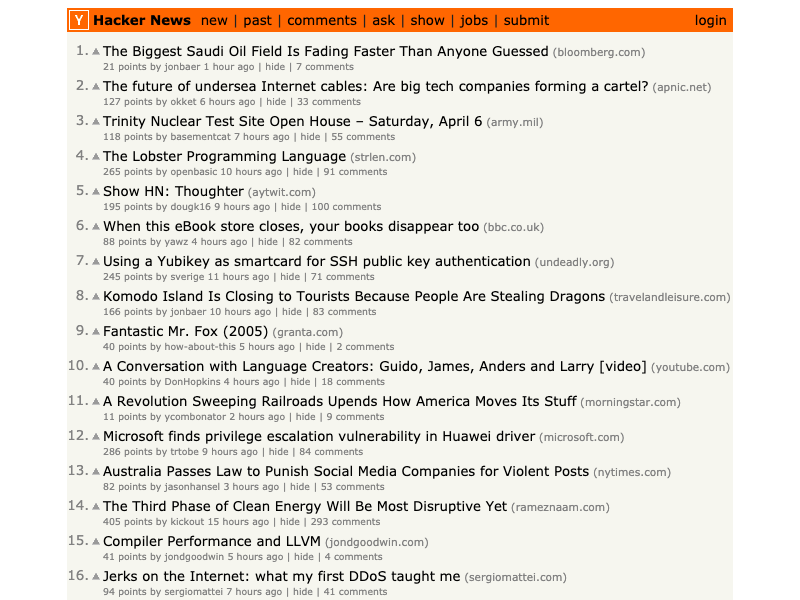 Y Hacker News new | past | comments | ask | show | jobs | submit login
1. The Biggest Saudi Oil Field Is Fading Faster Than Anyone Guessed (bloomberg.com)
21 points by jonbaer 1 hour ago | hide | 7 comments
2. The future of undersea Internet cables: Are big tech companies forming a cartel? (apnic.net)
127 points by okket 6 hours ago | hide | 33 comments
3. Trinity Nuclear Test Site Open House – Saturday, April 6 (army.mil)
118 points by basementcat 7 hours ago | hide | 55 comments
4. The Lobster Programming Language (strlen.com)
265 points by openbasic 10 hours ago | hide | 91 comments
5. Show HN: Thoughter (aytwit.com)
195 points by dougk16 9 hours ago | hide | 100 comments
6. When this eBook store closes, your books disappear too (bbc.co.uk)
88 points by yawz 4 hours ago | hide | 82 comments
7. Using a Yubikey as smartcard for SSH public key authentication (undeadly.org)
245 points by sverige 11 hours ago | hide | 71 comments
8. Komodo Island Is Closing to Tourists Because People Are Stealing Dragons (travelandleisure.com)
166 points by jonbaer 10 hours ago | hide | 83 comments
9. Fantastic Mr. Fox (2005) (granta.com)
40 points by how-about-this 5 hours ago | hide | 2 comments
10. A Conversation with Language Creators: Guido, James, Anders and Larry [video] (youtube.com)
40 points by DonHopkins 4 hours ago | hide | 18 comments
11. A Revolution Sweeping Railroads Upends How America Moves Its Stuff (morningstar.com)
11 points by ycombonator 2 hours ago | hide | 9 comments
12. Microsoft finds privilege escalation vulnerability in Huawei driver (microsoft.com)
286 points by trtobe 9 hours ago | hide | 84 comments
13. Australia Passes Law to Punish Social Media Companies for Violent Posts (nytimes.com)
82 points by jasonhansel 3 hours ago | hide | 53 comments
14. The Third Phase of Clean Energy Will Be Most Disruptive Yet (rameznaam.com)
405 points by kickout 15 hours ago | hide | 293 comments
15. Compiler Performance and LLVM (jondgoodwin.com)
41 points by jondgoodwin 5 hours ago | hide | 4 comments
16. Jerks on the Internet: what my first DDoS taught me (sergiomattei.com)
94 points by sergiomattei 7 hours ago | hide | 41 comments